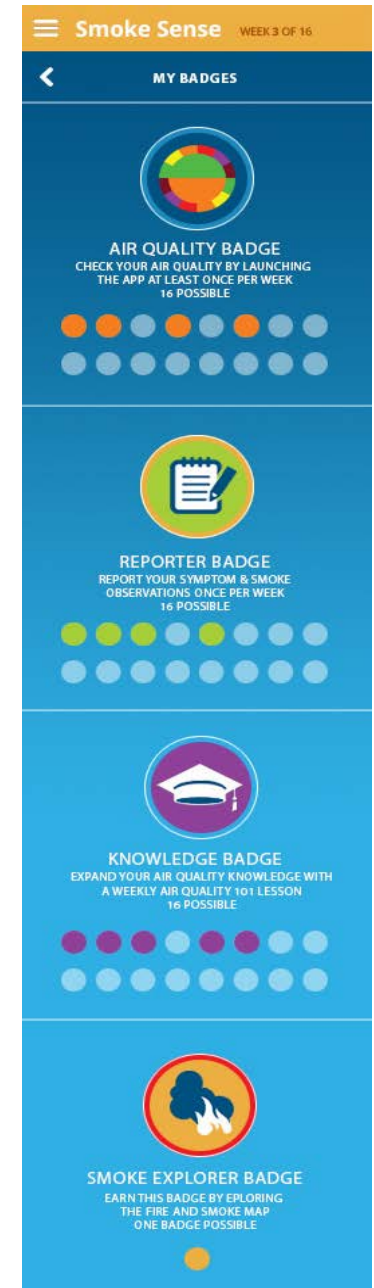 Smoke Sense WEEK 3 OF 16
MY BADGES
AIR QUALITY BADGE
CHECK YOUR AIR QUALITY BY LAUNCHING
THE APP AT LEAST ONCE PER WEEK
16 POSSIBLE
REPORTER BADGE
REPORT YOUR SYMPTOM & SMOKE
OBSERVATIONS ONCE PER WEEK
16 POSSIBLE
KNOWLEDGE BADGE
EXPAND YOUR AIR QUALITY KNOWLEDGE WITH
A WEEKLY AIR QUALITY 101 LESSON
16 POSSIBLE
SMOKE EXPLORER BADGE
EARN THIS BADGE BY EPLORING
THE FIRE AND SMOKE MAP
ONE BADGE POSSIBLE